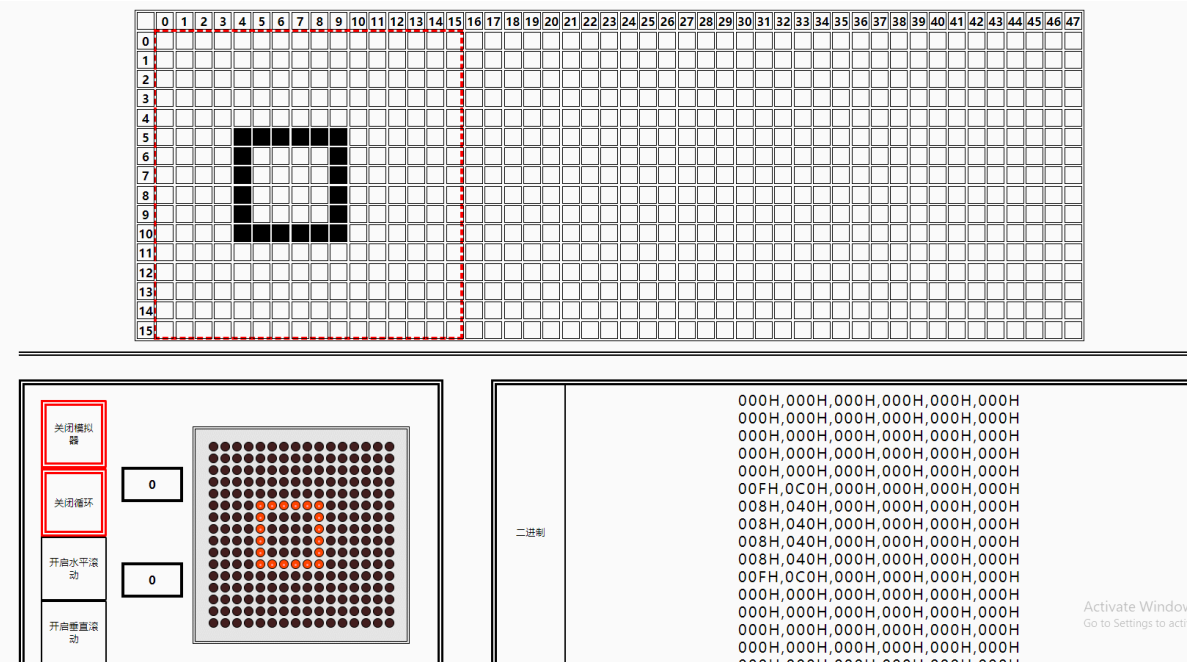 0 1 2 3 4 5 6 7 8 9 10 11 12 13 14 15 16 17 18 19 20 21 22 23 24 25 26 27 28 29 30 31 32 33 34 35 36 37 38 39 40 41 42 43 44 45 46 47
0
1
2
3
4
5
6
7
8
9
10
11
12
13
14
15
关闭模拟
器
关闭循环
开启水平滚
动
开启垂直滚
动
0
0
二进制
000H,000H,000H,000H,000H,000H
000H,000H,000H,000H,000H,000H
000H,000H,000H,000H,000H,000H
000H,000H,000H,000H,000H,000H
000H,000H,000H,000H,000H,000H
00FH,0C0H,000H,000H,000H,000H
008H,040H,000H,000H,000H,000H
008H,040H,000H,000H,000H,000H
008H,040H,000H,000H,000H,000H
008H,040H,000H,000H,000H,000H
00FH,0C0H,000H,000H,000H,000H
000H,000H,000H,000H,000H,000H
000H,000H,000H,000H,000H,000H
000H,000H,000H,000H,000H,000H
000H,000H,000H,000H,000H,000H
Activate Window
Go to Settings to acti